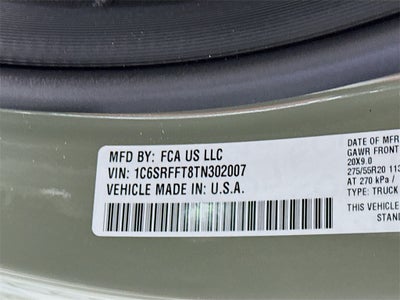 MFD BY: FCA US LLC
VIN: 1C6SRFFT8TN302007
VEHICLE MADE IN: U.S.A.
DATE OF MFR
GAWR FRONT
20X9.0
275/55R20 113
AT 270 kPa /
TYPE: TRUCK
THIS VEHICLE
STAND